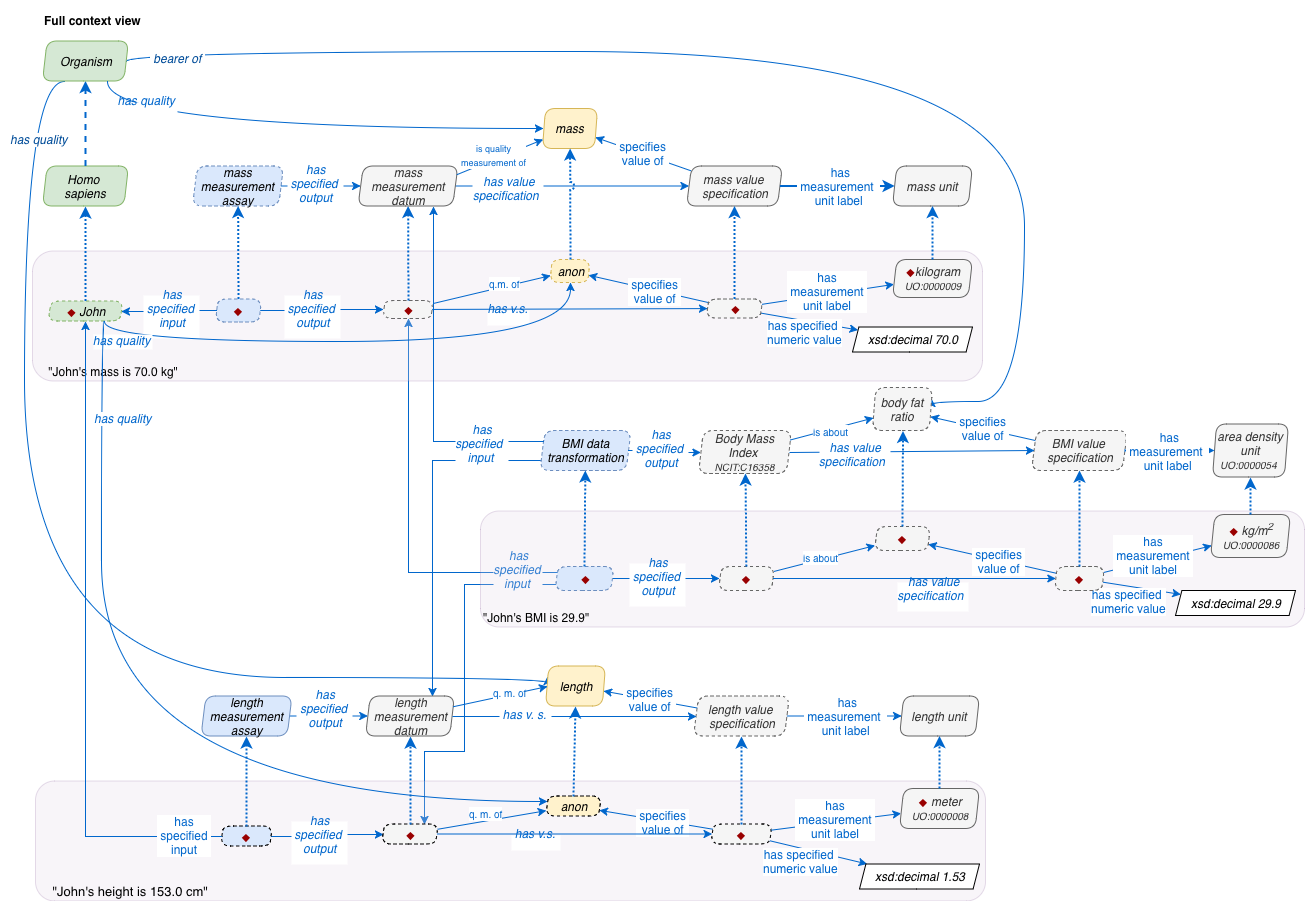 Full context view
Organism
bearer of
has quality
has quality
mass
is quality
measurement of
specifies
value of
Homo
sapiens
mass
measurement
assay
has
specified
output
mass
measurement
datum
has value
specification
mass value
specification
has
measurement
unit label
mass unit
anon
q.m. of
specifies
value of
has
measurement
unit label
kilogram
UO:0000009
John
has
specified
input
has
specified
output
has v.s.
has specified
numeric value
xsd:decimal 70.0
has quality
"John's mass is 70.0 kg"
has quality
body fat
ratio
has
specified
input
BMI data
transformation
has
specified
output
Body Mass
Index
NCIT:C16358
is about
has value
specification
specifies
value of
BMI value
specification
has
measurement
unit label
area density
unit
UO:0000054
has
specified
input
has
specified
output
is about
specifies
value of
has value
specification
has
measurement
unit label
kg/m2
UO:0000086
has specified
numeric value
xsd:decimal 29.9
"John's BMI is 29.9"
length
length
measurement
assay
has
specified
output
length
measurement
datum
q. m. of
has v. s.
specifies
value of
length value
specification
has
measurement
unit label
length unit
has
specified
input
has
specified
output
q. m. of
anon
has v.s.
specifies
value of
has
measurement
unit label
meter
UO:0000008
has specified
numeric value
xsd:decimal 1.53
"John's height is 153.0 cm"